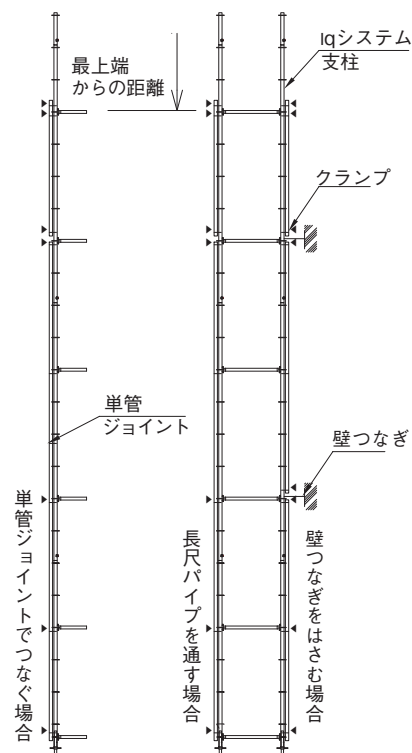 最上端
からの距離
Iqシステム
支柱
クランプ
単管
ジョイント
壁つなぎ
単管ジョイントでつなぐ場合
長尺パイプを通す場合
壁つなぎをはさむ場合